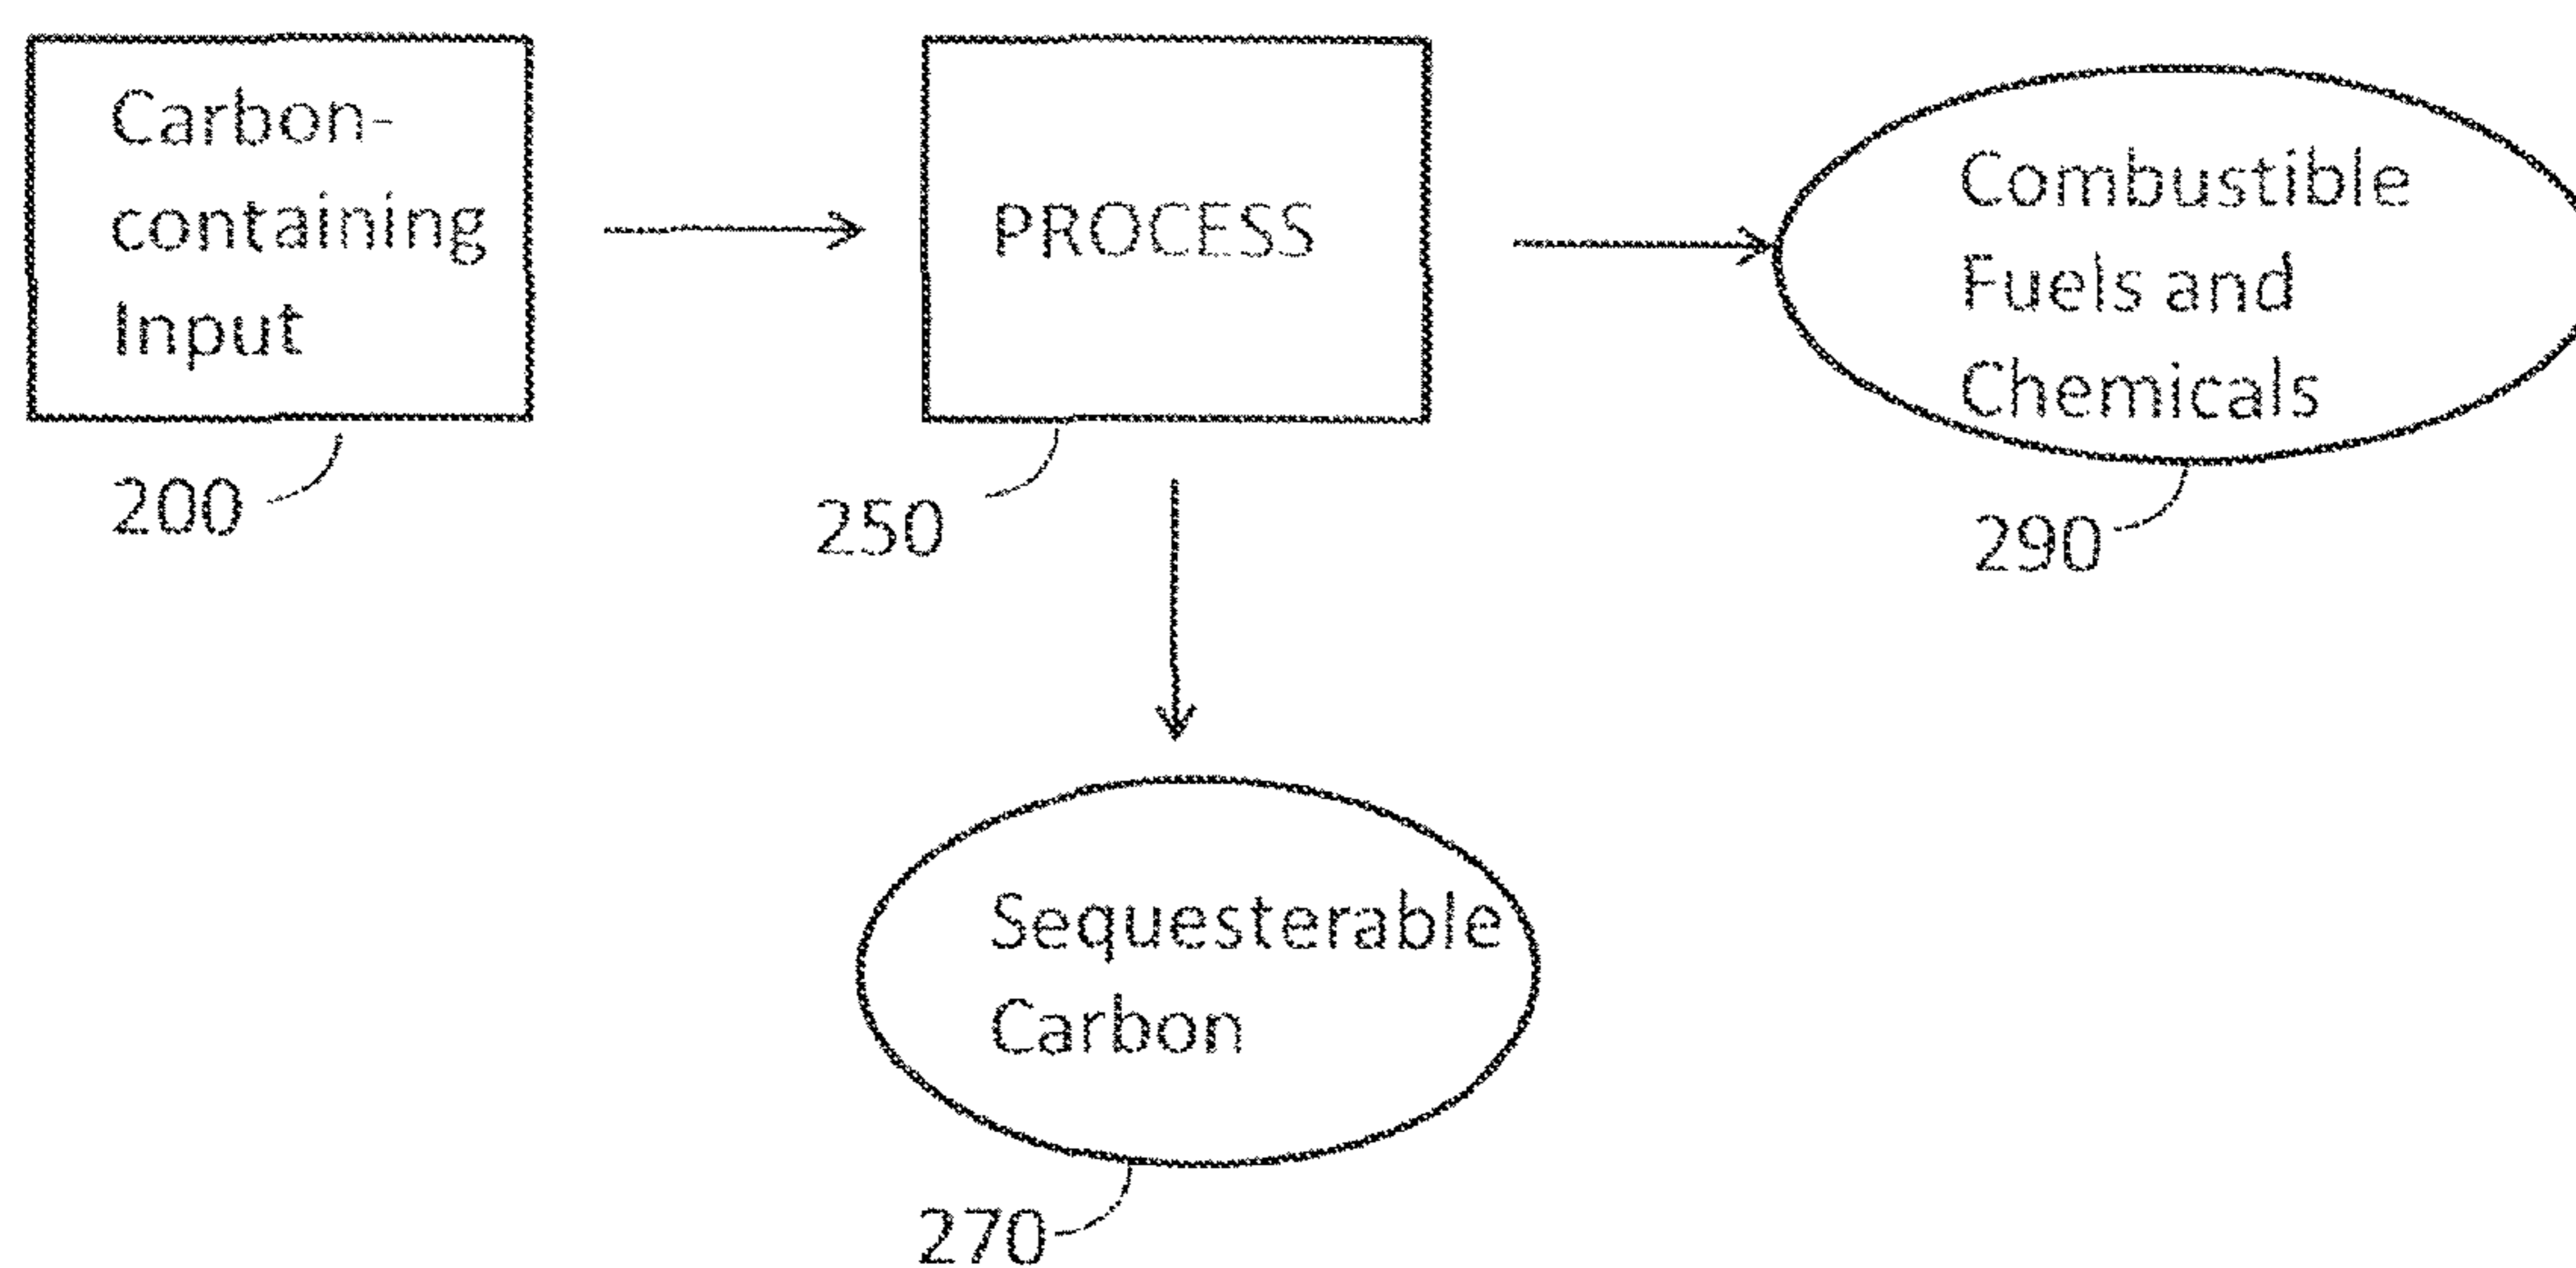 Carbon-
containing
Input
200
PROCESS
250
Combustible
Fuels and
Chemicals
290
Sequesterable
Carbon
270